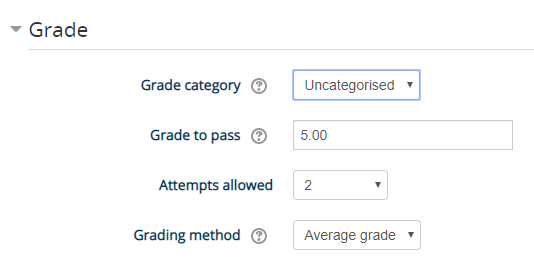 Grade
Grade category Uncategorised
Grade to pass 5.00
Attempts allowed 2
Grading method Average grade